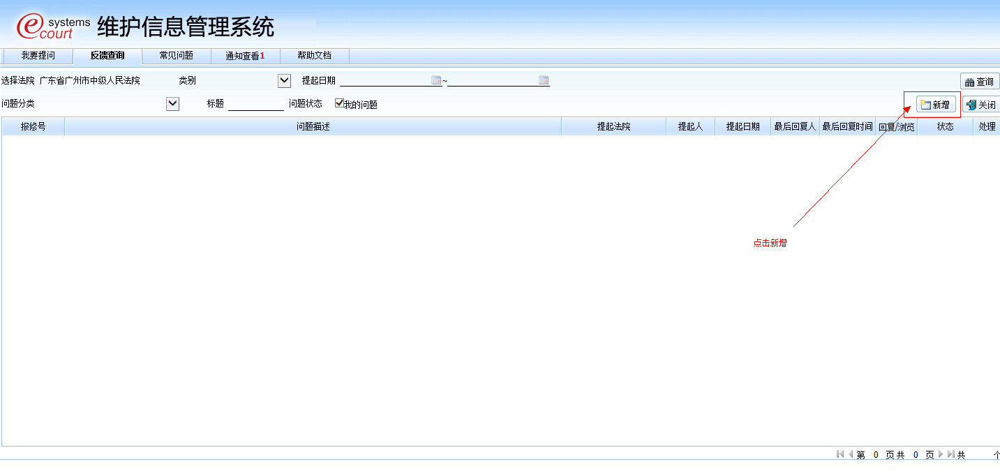 e systems court 维护信息管理系统
我要提问 反馈查询 常见问题 通知查看1 帮助文档
选择法院 广东省广州市中级人民法院 类别 提起日期 ~ 查询
问题分类 标题 问题状态 我的问题 新增 关闭
报修号 问题描述 提起法院 提起人 提起日期 最后回复人 最后回复时间 回复/浏览 状态 处理
点击新增
第 0 页共 0 页 共 个